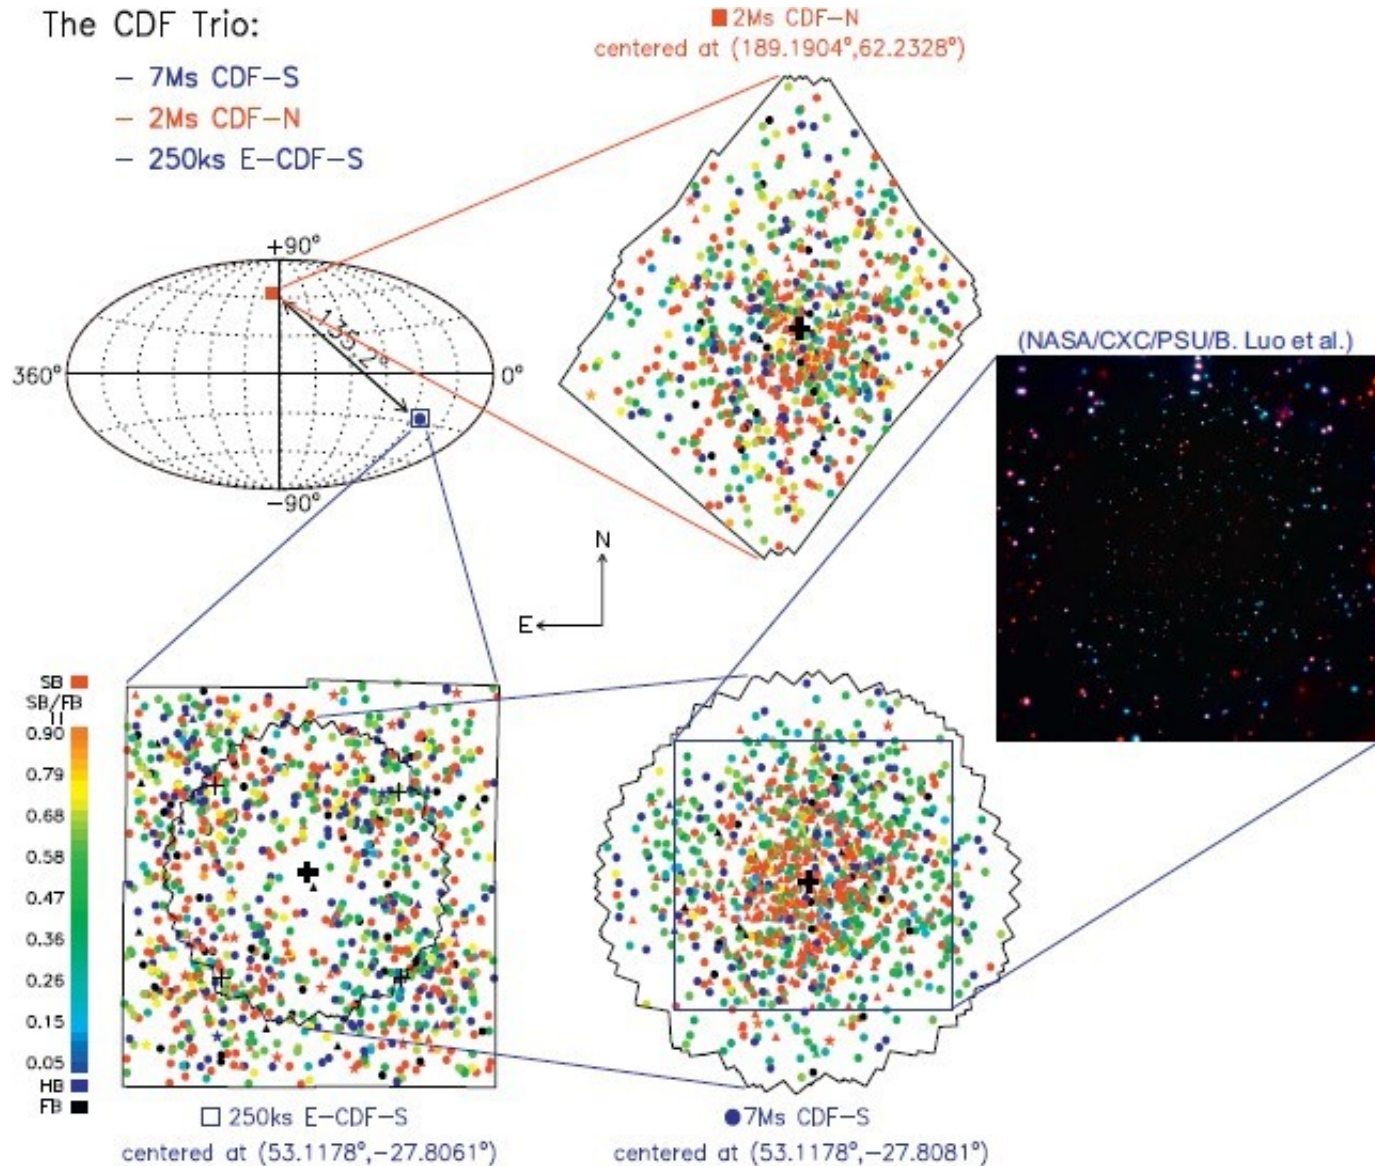 The CDF Trio:
– 7Ms CDF–S
– 2Ms CDF–N
– 250ks E–CDF–S
2Ms CDF–N
centered at (189.1904°,62.2328°)
+90°
360°
0°
−90°
135.2°
(NASA/CXC/PSU/B. Luo et al.)
N
E
SB
SB/FB
0.90
0.79
0.68
0.58
0.47
0.36
0.26
0.15
0.05
HB
FB
250ks E–CDF–S
centered at (53.1178°,−27.8061°)
7Ms CDF–S
centered at (53.1178°,−27.8081°)